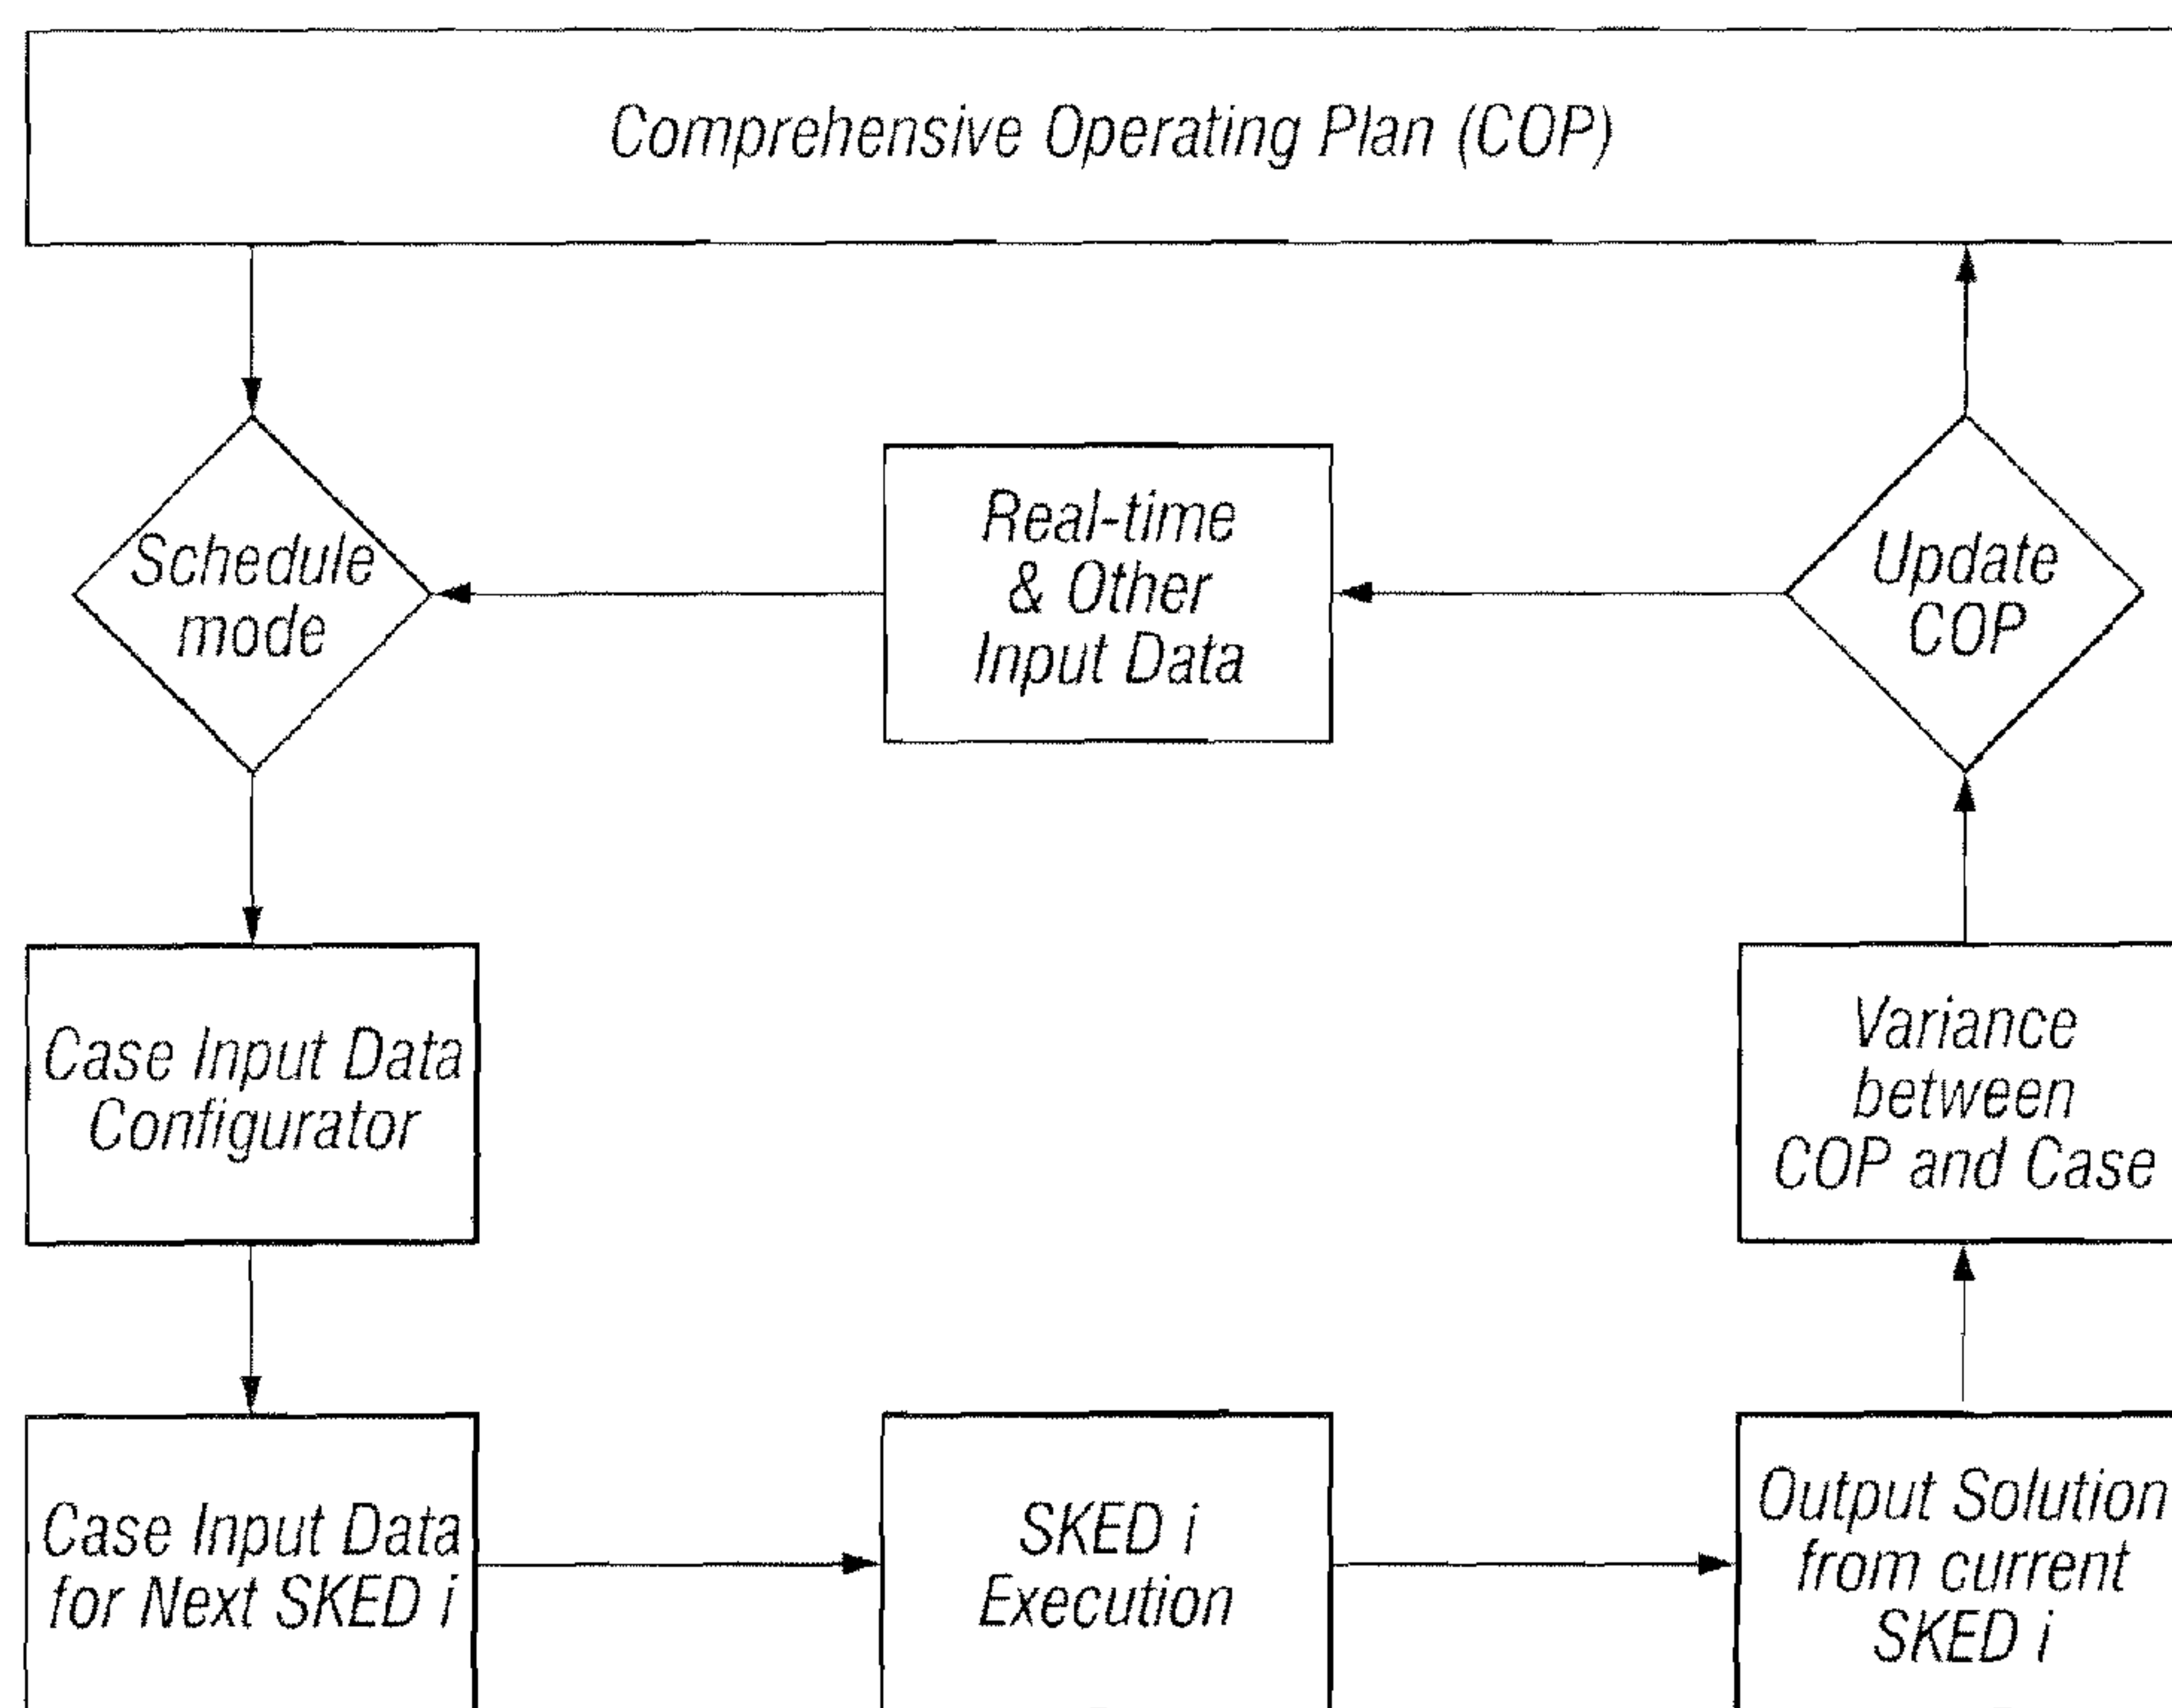 Comprehensive Operating Plan (COP)
Schedule
mode
Real-time
& Other
Input Data
Update
COP
Case Input Data
Configurator
Variance
between
COP and Case
Case Input Data
for Next SKED i
SKED i
Execution
Output Solution
from current
SKED i